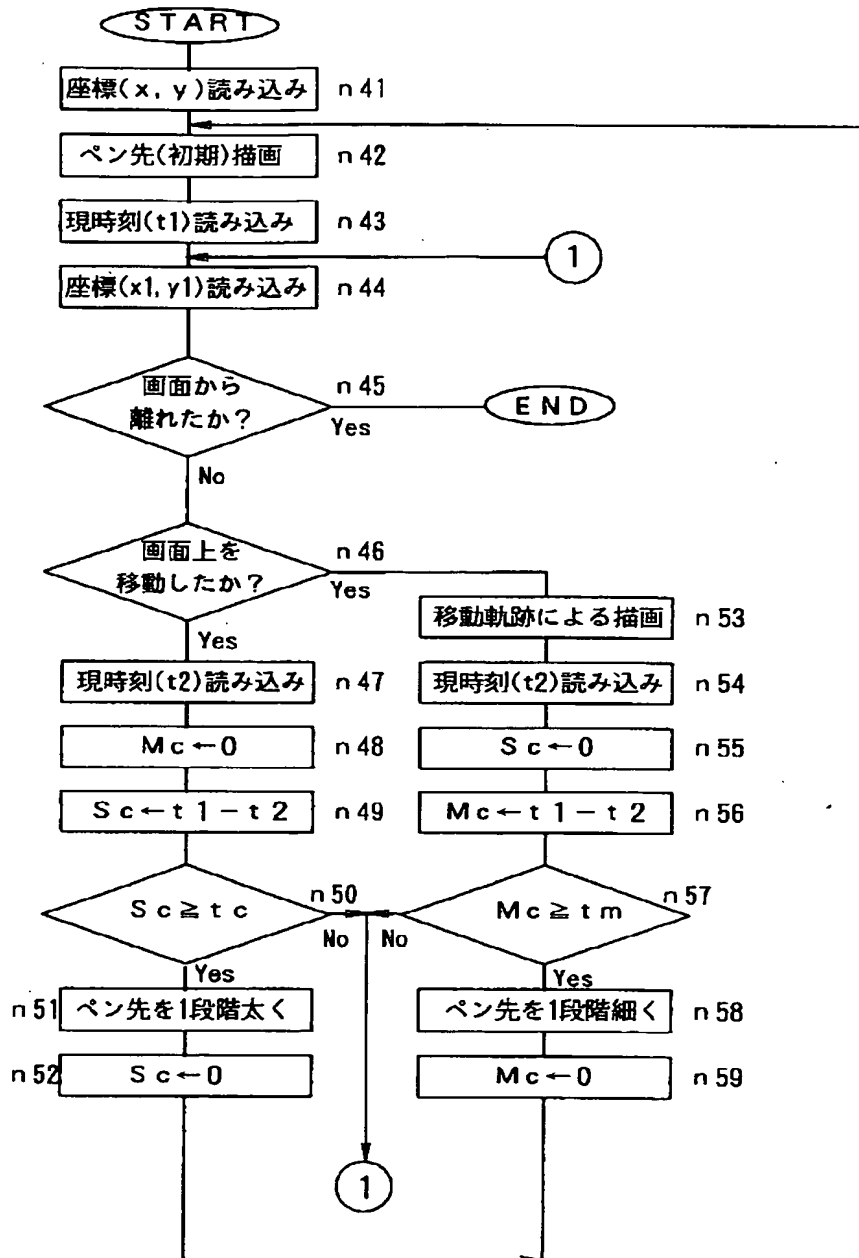 START
座標(x, y)読み込み n41
ペン先(初期)描画 n42
現時刻(t1)読み込み n43
1
座標(x1, y1)読み込み n44
画面から
離れたか?
n45
Yes
END
No
画面上を
移動したか?
n46
Yes
Yes
移動軌跡による描画 n53
現時刻(t2)読み込み n47
現時刻(t2)読み込み n54
Mc←0 n48
Sc←0 n55
Sc←t1-t2 n49
Mc←t1-t2 n56
Sc≧tc n50
No
Yes
Mc≧tm n57
No
Yes
n51 ペン先を1段階太く
ペン先を1段階細く n58
n52 Sc←0
Mc←0 n59
1